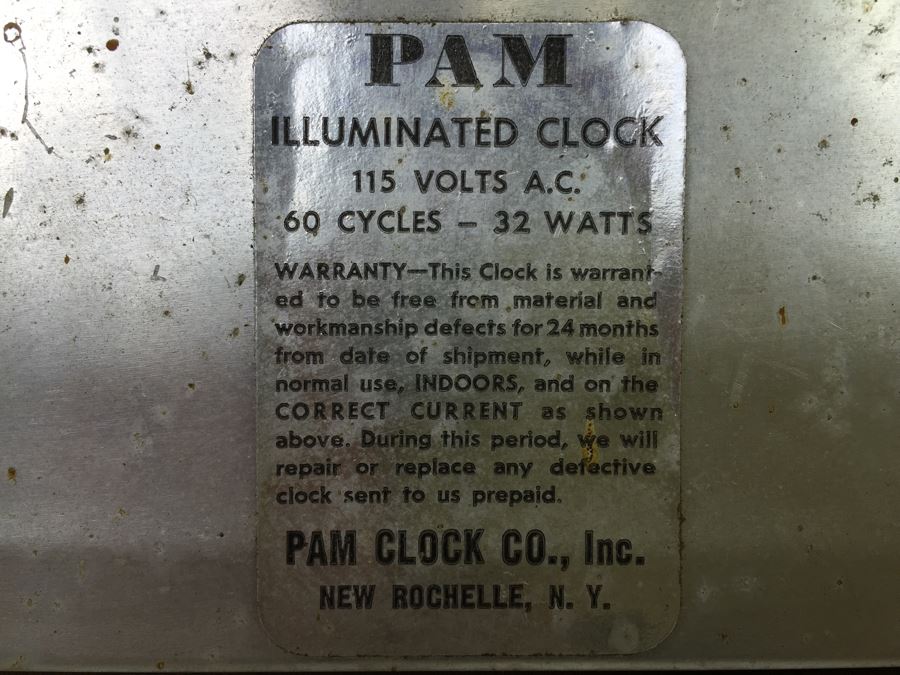 PAM
ILLUMINATED CLOCK
115 VOLTS A.C.
60 CYCLES – 32 WATTS
WARRANTY—This Clock is warrant-
ed to be free from material and
workmanship defects for 24 months
from date of shipment, while in
normal use, INDOORS, and on the
CORRECT CURRENT as shown
above. During this period, we will
repair or replace any defective
clock sent to us prepaid.
PAM CLOCK CO., Inc.
NEW ROCHELLE, N. Y.